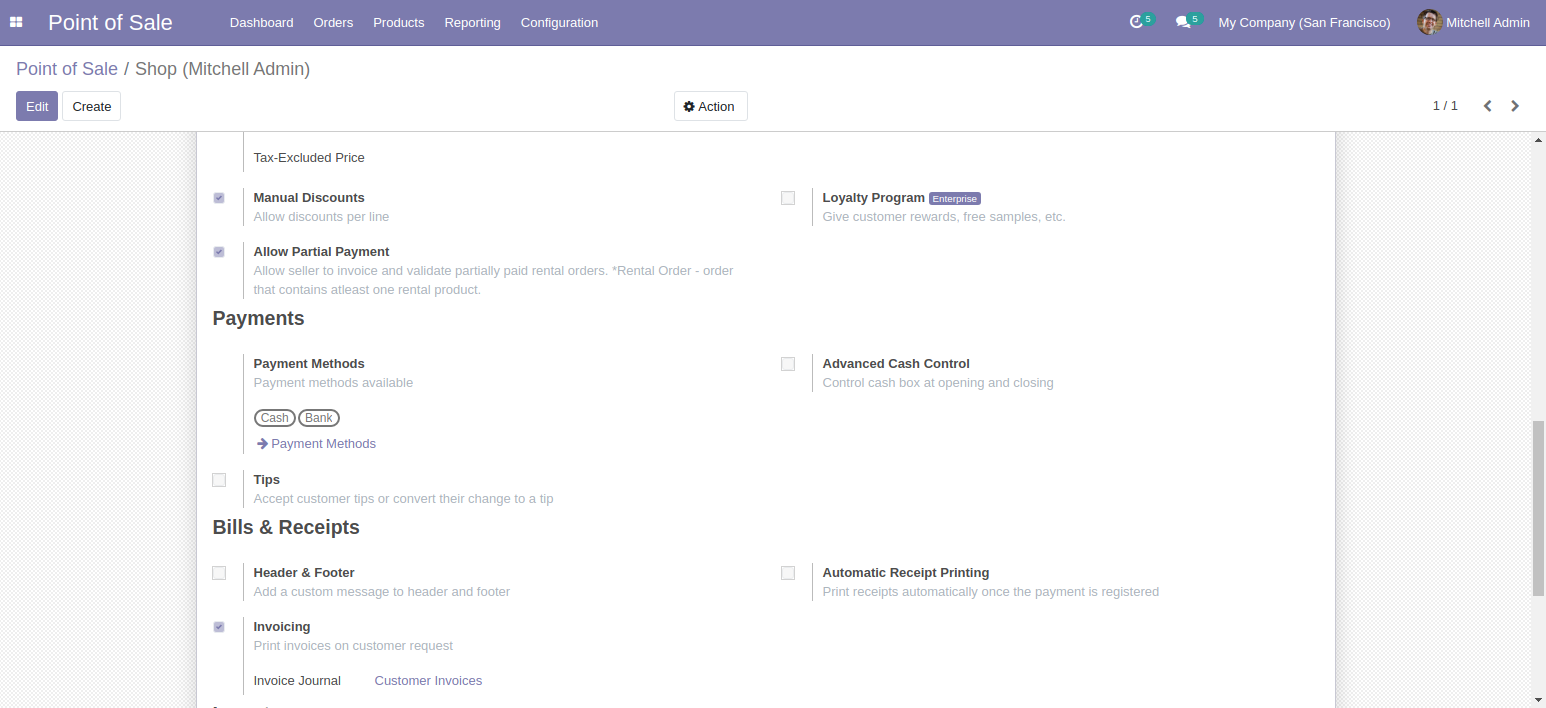 Point of Sale
Dashboard
Orders
Products
Reporting
Configuration
5
5
My Company (San Francisco)
Mitchell Admin
Point of Sale / Shop (Mitchell Admin)
Edit
Create
Action
1 / 1
Tax-Excluded Price
Manual Discounts
Allow discounts per line
Loyalty Program Enterprise
Give customer rewards, free samples, etc.
Allow Partial Payment
Allow seller to invoice and validate partially paid rental orders. *Rental Order - order
that contains atleast one rental product.
Payments
Payment Methods
Payment methods available
Cash
Bank
Payment Methods
Advanced Cash Control
Control cash box at opening and closing
Tips
Accept customer tips or convert their change to a tip
Bills & Receipts
Header & Footer
Add a custom message to header and footer
Automatic Receipt Printing
Print receipts automatically once the payment is registered
Invoicing
Print invoices on customer request
Invoice Journal
Customer Invoices